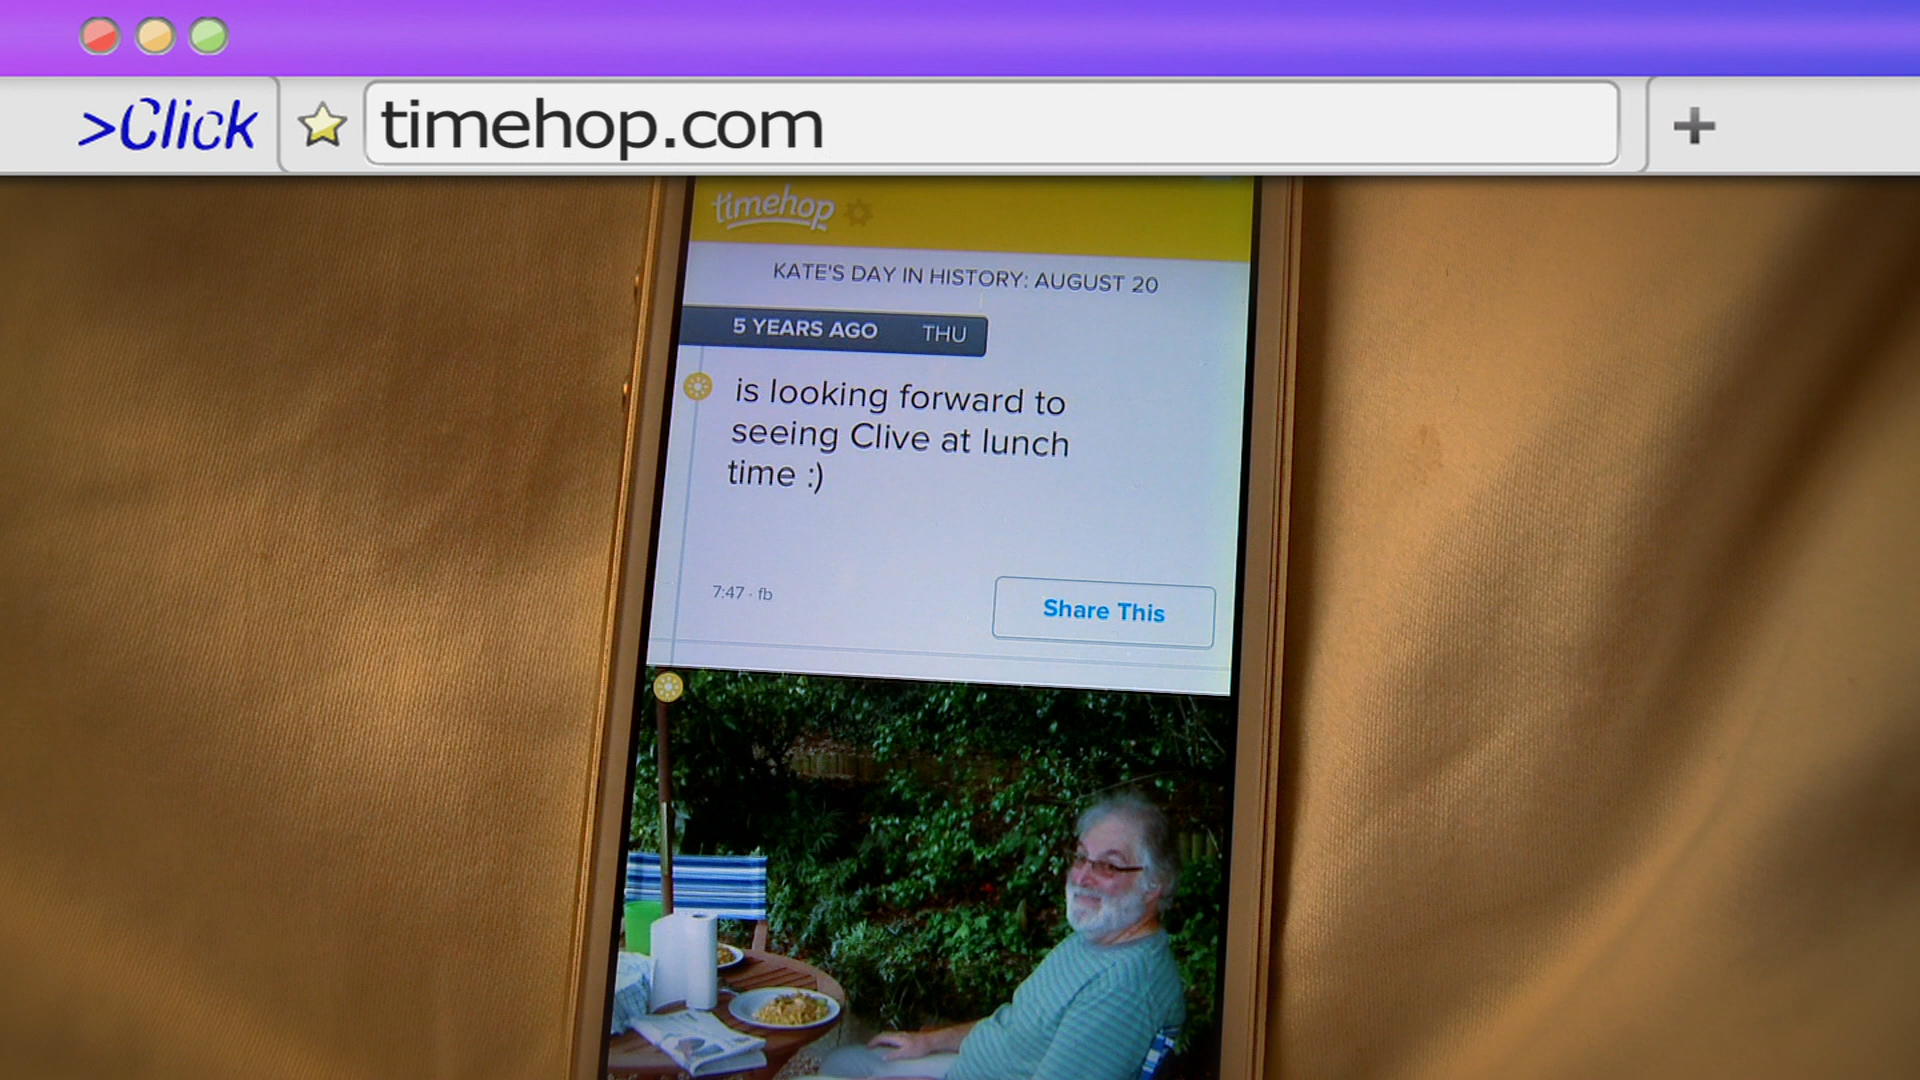 >Click
timehop.com
timehop
KATE'S DAY IN HISTORY: AUGUST 20
5 YEARS AGO THU
is looking forward to
seeing Clive at lunch
time :)
7:47 · fb
Share This